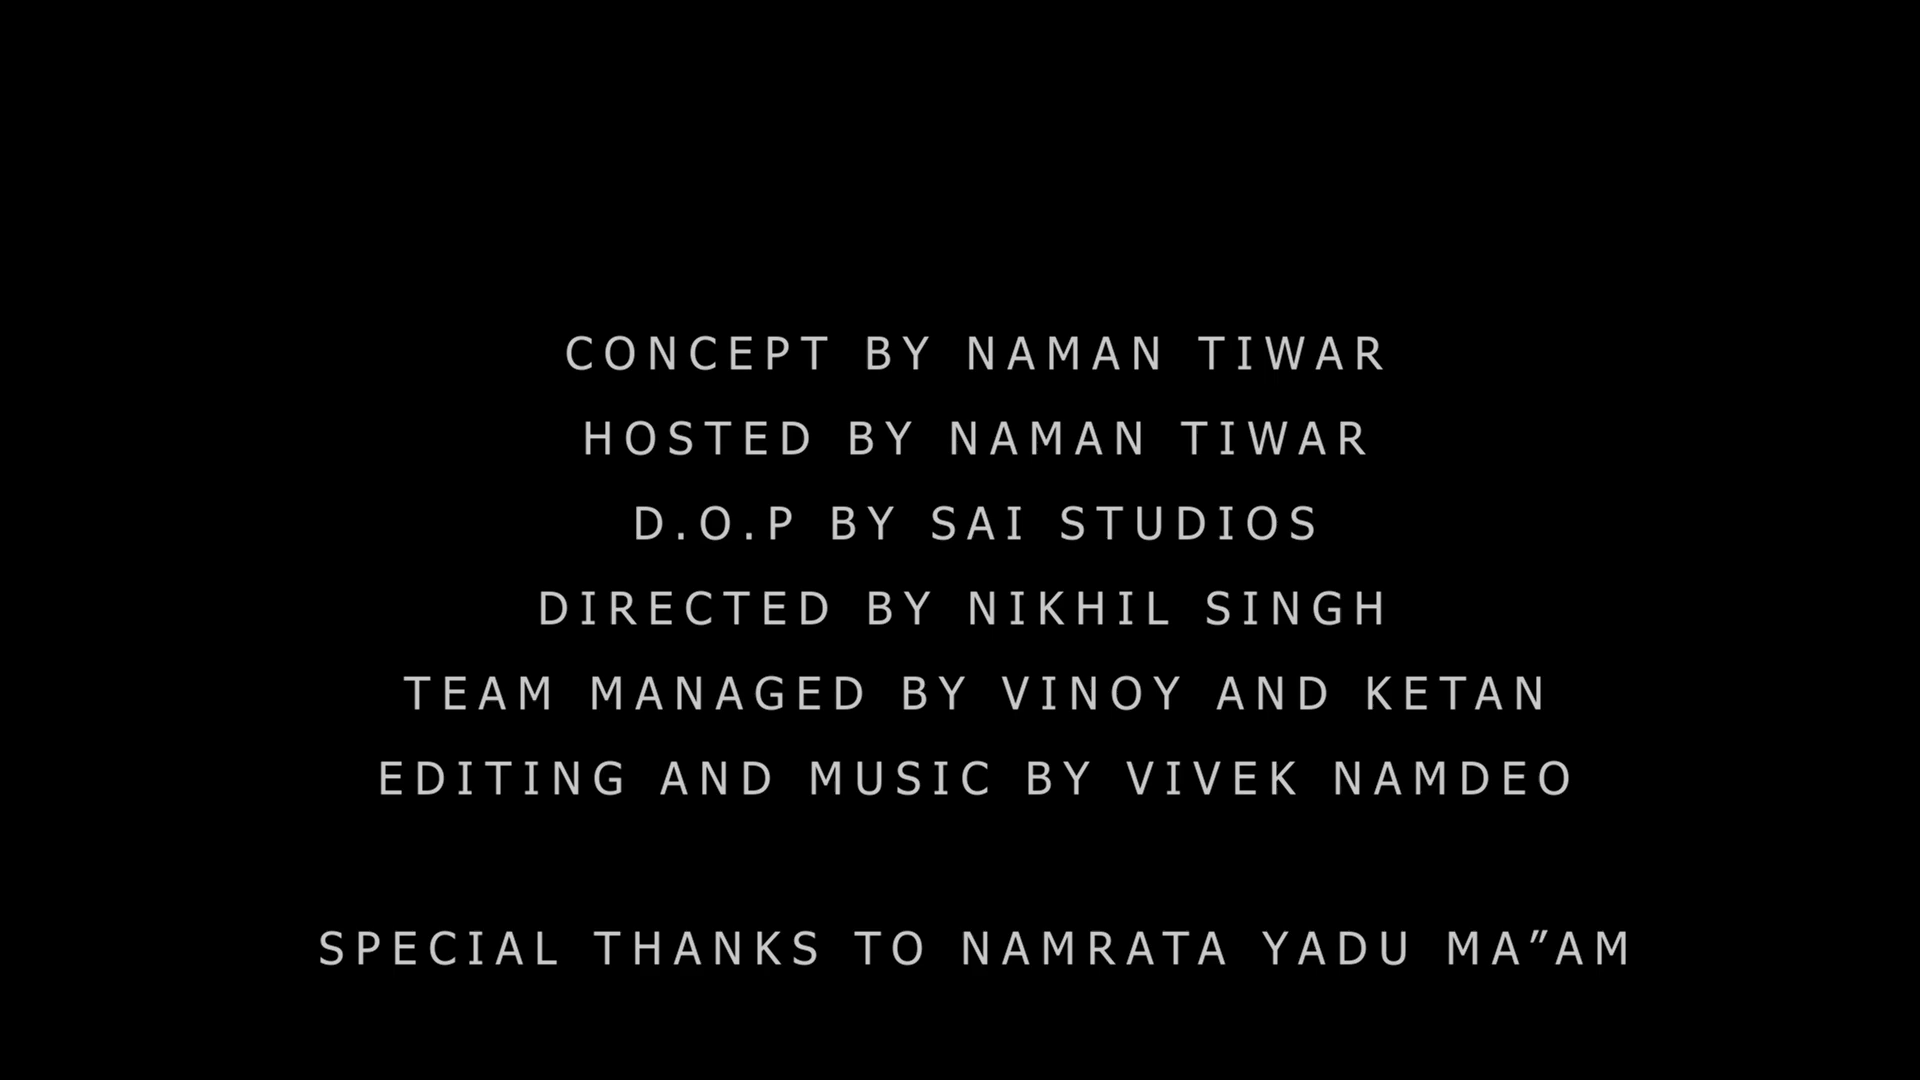 CONCEPT BY NAMAN TIWAR
HOSTED BY NAMAN TIWAR
D.O.P BY SAI STUDIOS
DIRECTED BY NIKHIL SINGH
TEAM MANAGED BY VINOY AND KETAN
EDITING AND MUSIC BY VIVEK NAMDEO
SPECIAL THANKS TO NAMRATA YADU MA”AM